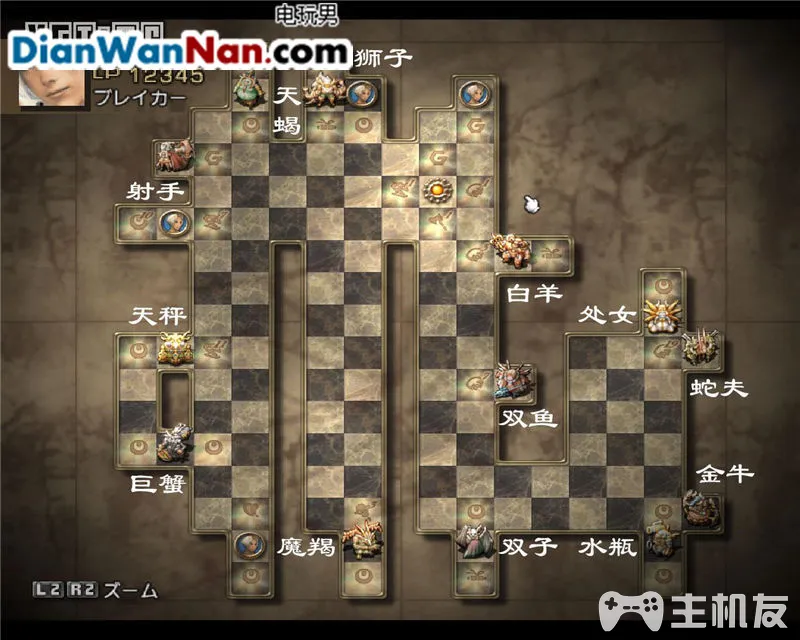 电玩男
DianWanNan.com
狮子
LP 12345
ブレイカー
天蝎
射手
白羊
天秤
处女
蛇夫
双鱼
金牛
巨蟹
魔羯
双子
水瓶
L2 R2 ズーム
主机友